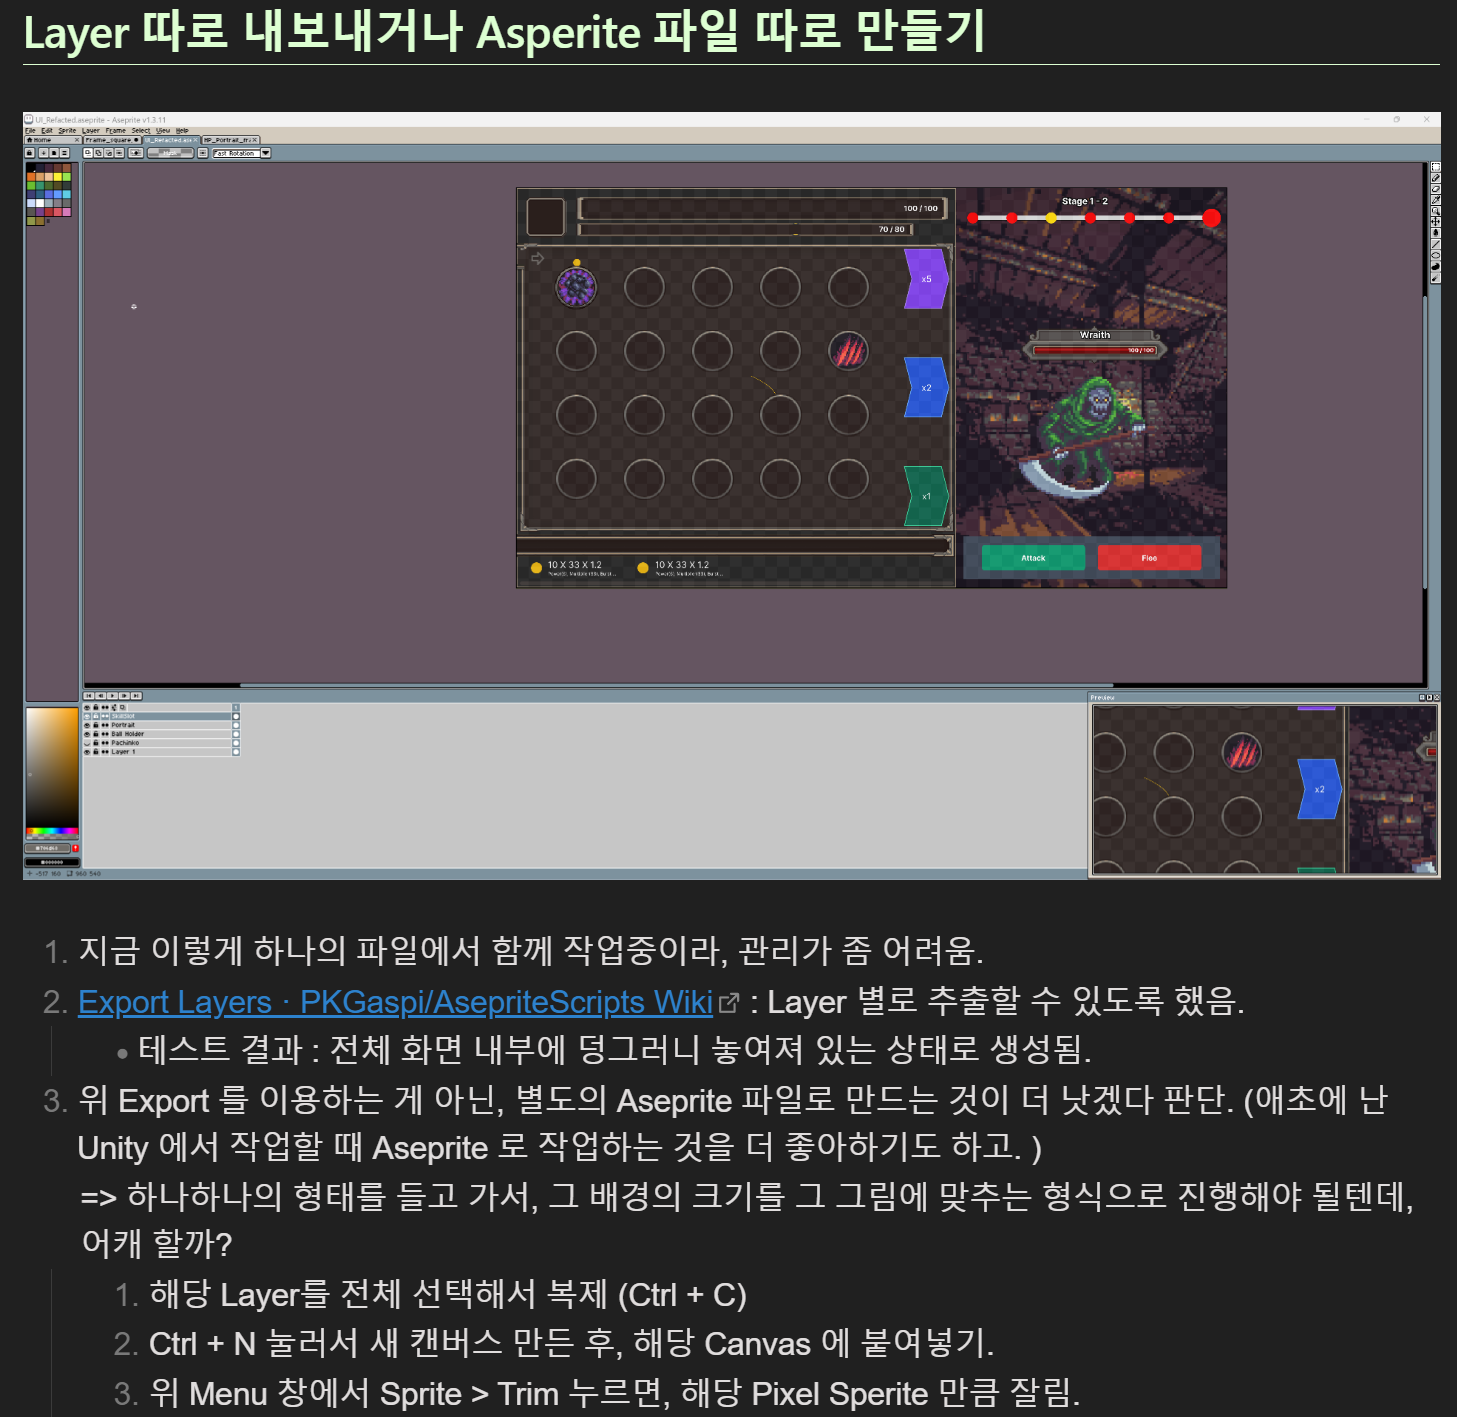 Layer 따로 내보내거나 Asperite 파일 따로 만들기
UI_Refacted.aseprite - Aseprite v1.3.11
File Edit Sprite Layer Frame Select View Help
Home
Fast Rotation
100 / 100
70 / 80
Stage 1 - 2
x5
Wraith
100 / 100
x2
x1
10 X 33 X 1.2
10 X 33 X 1.2
Attack
Flee
Portrait
Ball Holder
Pachinko
Layer 1
Preview
x2
1. 지금 이렇게 하나의 파일에서 함께 작업중이라, 관리가 좀 어려움.
2. Export Layers · PKGaspi/AsepriteScripts Wiki : Layer 별로 추출할 수 있도록 했음.
• 테스트 결과 : 전체 화면 내부에 덩그러니 놓여져 있는 상태로 생성됨.
3. 위 Export 를 이용하는 게 아닌, 별도의 Aseprite 파일로 만드는 것이 더 낫겠다 판단. (애초에 난
Unity 에서 작업할 때 Aseprite 로 작업하는 것을 더 좋아하기도 하고. )
=> 하나하나의 형태를 들고 가서, 그 배경의 크기를 그 그림에 맞추는 형식으로 진행해야 될텐데,
어캐 할까?
1. 해당 Layer를 전체 선택해서 복제 (Ctrl + C)
2. Ctrl + N 눌러서 새 캔버스 만든 후, 해당 Canvas 에 붙여넣기.
3. 위 Menu 창에서 Sprite > Trim 누르면, 해당 Pixel Sperite 만큼 잘림.